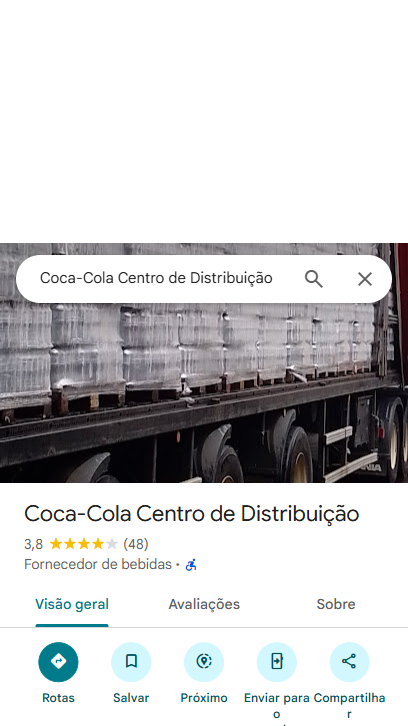 Coca-Cola Centro de Distribuição
Coca-Cola Centro de Distribuição
3,8 (48)
Fornecedor de bebidas ·
Visão geral Avaliações Sobre
Rotas Salvar Próximo Enviar para o Compartilhar